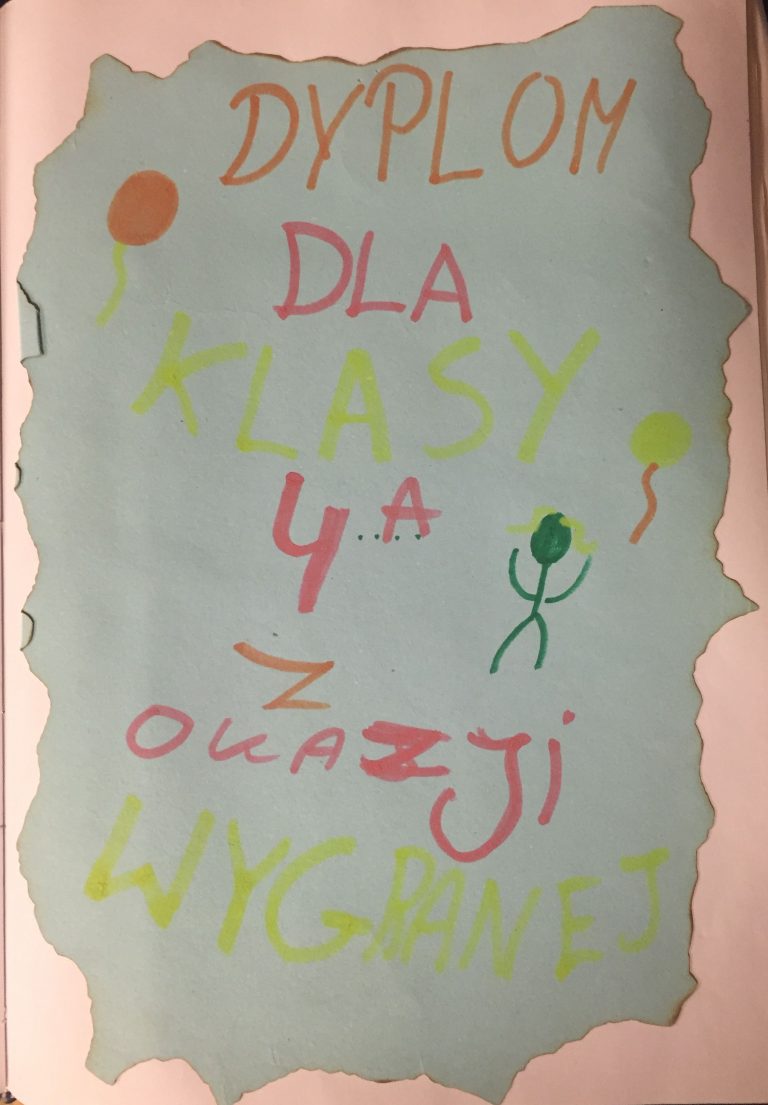 DYPLOM
DLA
KLASY
4 A
Z
OKAZJI
WYGRANEJ